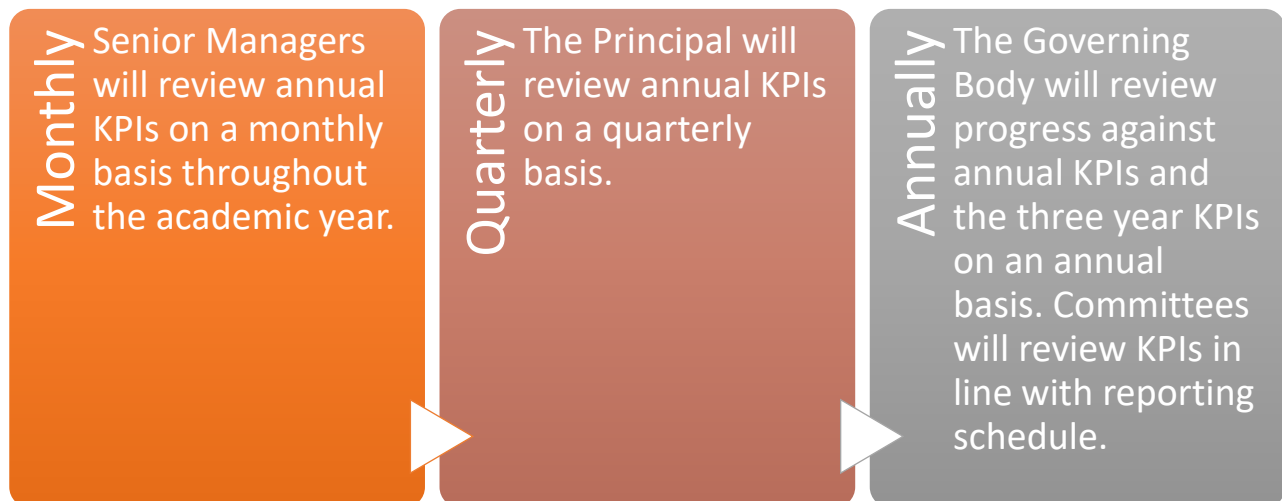 Monthly
Senior Managers
will review annual
KPIs on a monthly
basis throughout
the academic year.
Quarterly
The Principal will
review annual KPIs
on a quarterly
basis.
Annually
The Governing
Body will review
progress against
annual KPIs and
the three year KPIs
on an annual
basis. Committees
will review KPIs in
line with reporting
schedule.